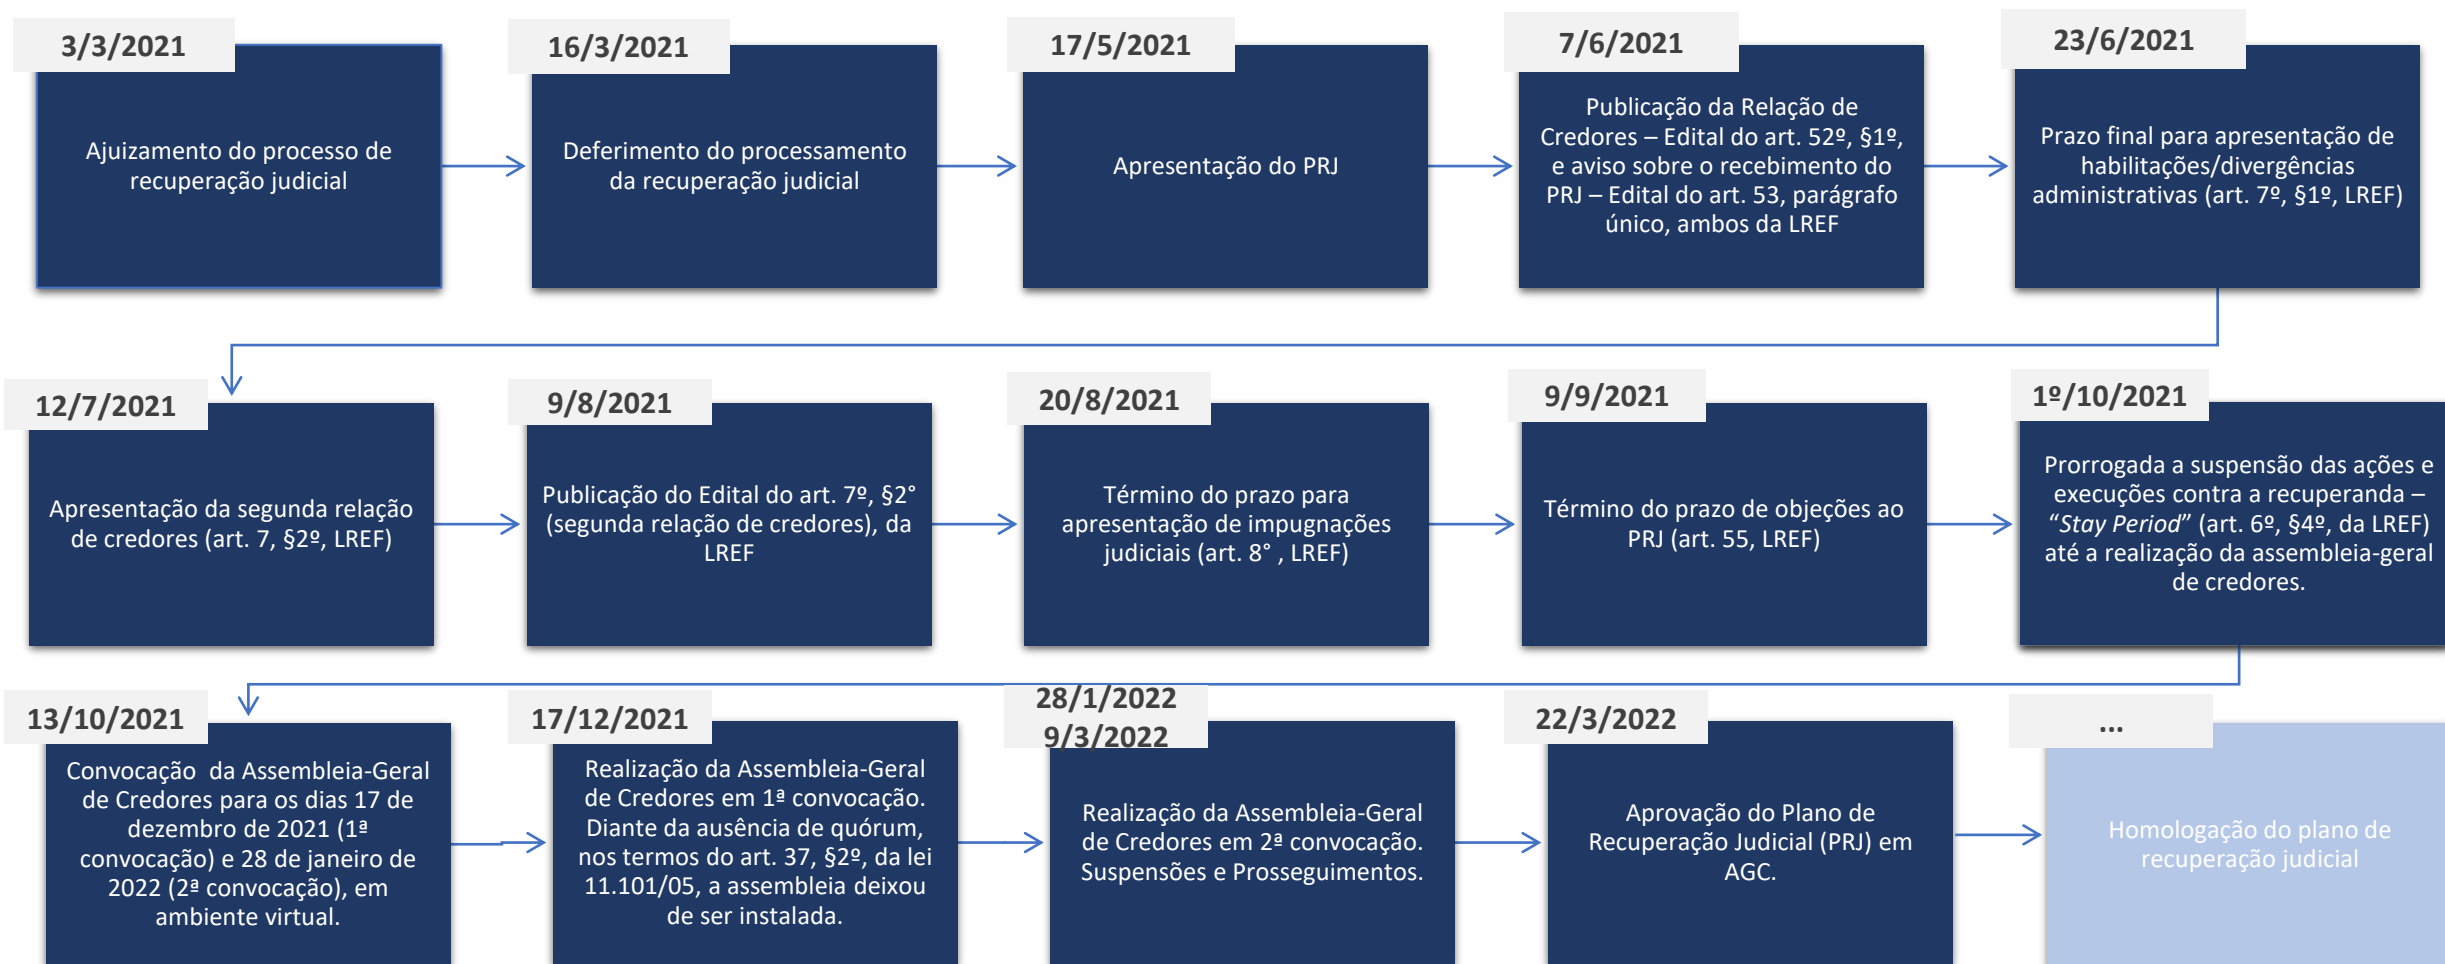 3/3/2021
Ajuizamento do processo de
recuperação judicial
16/3/2021
Deferimento do processamento
da recuperação judicial
17/5/2021
Apresentação do PRJ
7/6/2021
Publicação da Relação de
Credores – Edital do art. 52º, §1º,
e aviso sobre o recebimento do
PRJ – Edital do art. 53, parágrafo
único, ambos da LREF
23/6/2021
Prazo final para apresentação de
habilitações/divergências
administrativas (art. 7º, §1º, LREF)
12/7/2021
Apresentação da segunda relação
de credores (art. 7, §2º, LREF)
9/8/2021
Publicação do Edital do art. 7º, §2°
(segunda relação de credores), da
LREF
20/8/2021
Término do prazo para
apresentação de impugnações
judiciais (art. 8° , LREF)
9/9/2021
Término do prazo de objeções ao
PRJ (art. 55, LREF)
1º/10/2021
Prorrogada a suspensão das ações e
execuções contra a recuperanda –
“Stay Period” (art. 6º, §4º, da LREF)
até a realização da assembleia-geral
de credores.
13/10/2021
Convocação da Assembleia-Geral
de Credores para os dias 17 de
dezembro de 2021 (1ª
convocação) e 28 de janeiro de
2022 (2ª convocação), em
ambiente virtual.
17/12/2021
Realização da Assembleia-Geral
de Credores em 1ª convocação.
Diante da ausência de quórum,
nos termos do art. 37, §2º, da lei
11.101/05, a assembleia deixou
de ser instalada.
28/1/2022
9/3/2022
Realização da Assembleia-Geral
de Credores em 2ª convocação.
Suspensões e Prosseguimentos.
22/3/2022
Aprovação do Plano de
Recuperação Judicial (PRJ) em
AGC.
...
Homologação do plano de
recuperação judicial